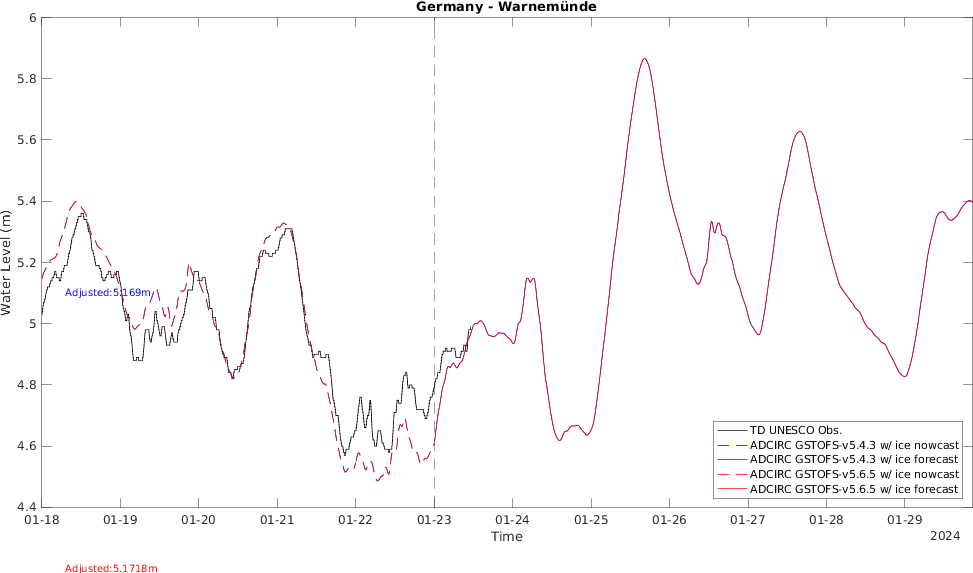 Germany - Warnemünde
6
5.8
5.6
5.4
5.2
5
4.8
4.6
4.4
Water Level (m)
Adjusted:5.169m
TD UNESCO Obs.
ADCIRC GSTOFS-v5.4.3 w/ ice nowcast
ADCIRC GSTOFS-v5.4.3 w/ ice forecast
ADCIRC GSTOFS-v5.6.5 w/ ice nowcast
ADCIRC GSTOFS-v5.6.5 w/ ice forecast
01-18 01-19 01-20 01-21 01-22 01-23 01-24 01-25 01-26 01-27 01-28 01-29
Time
2024
Adjusted:5.1718m